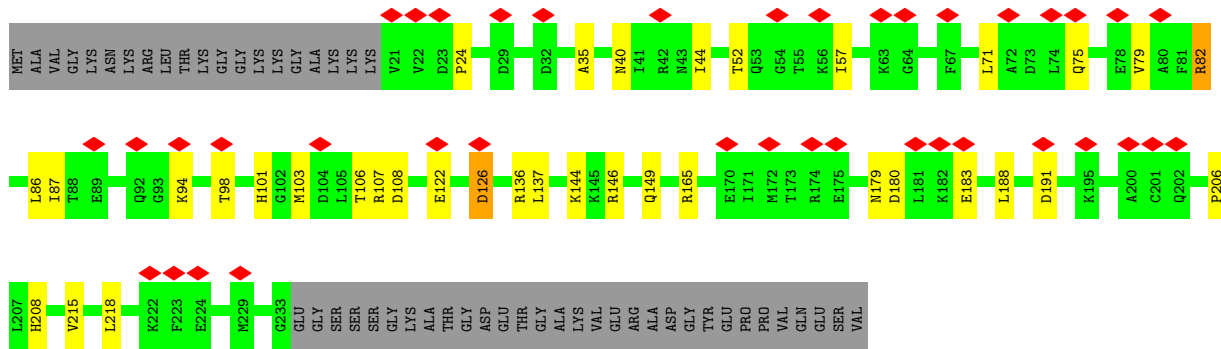 MET ALA VAL GLY LYS ASN LYS ARG LEU THR LYS GLY GLY LYS LYS GLY ALA LYS LYS LYS V21 V22 D23 P24 D29 D32 A35 N40 I41 R42 N43 I44 T52 Q53 G54 T55 K56 I57 K63 G64 F67 L71 A72 D73 L74 Q75 E78 V79 A80 F81 R82
L86 I87 T88 E89 Q92 G93 K94 T98 H101 G102 M103 D104 L105 T106 R107 D108 E122 D126 R136 L137 K144 K145 R146 Q149 R165 E170 I171 M172 T173 R174 E175 N179 D180 L181 K182 E183 L188 D191 K195 A200 C201 Q202 P206
L207 H208 V215 L218 K222 F223 E224 M229 G233 GLU GLY SER SER SER GLY LYS ALA THR GLY ASP GLU THR GLY ALA LYS VAL GLU ARG ALA ASP GLY TYR GLU PRO PRO VAL GLN GLU SER VAL